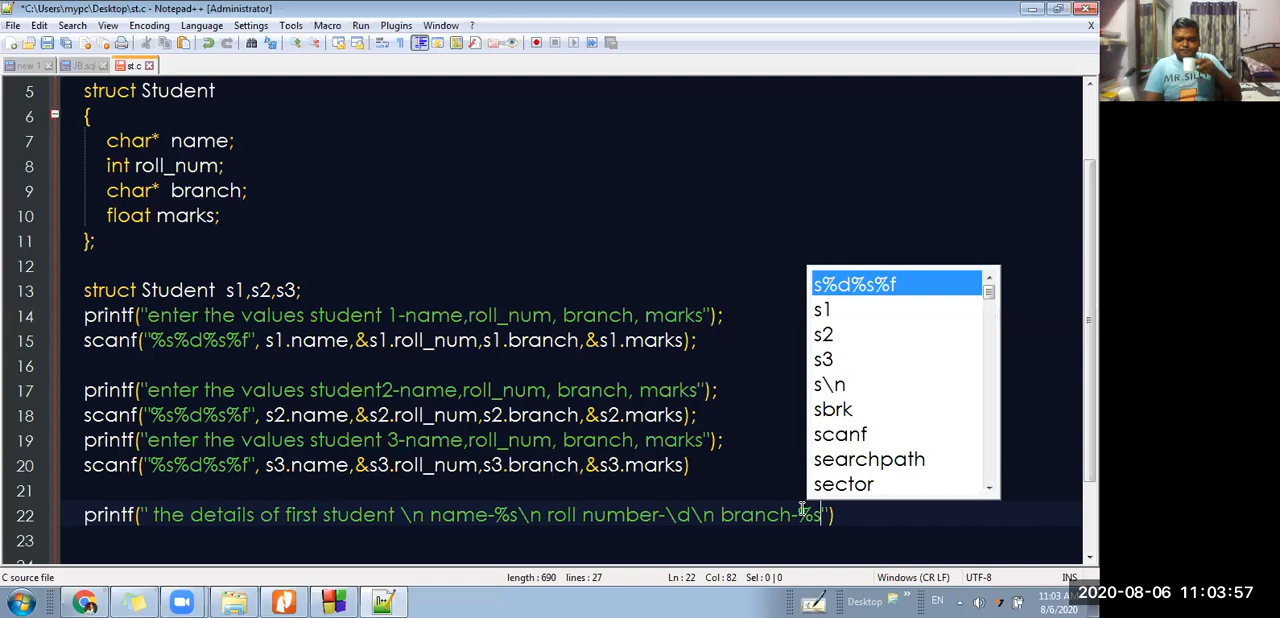 *C:\Users\mypc\Desktop\st.c - Notepad++ [Administrator]
File Edit Search View Encoding Language Settings Tools Macro Run Plugins Window ?
X
new 1 JB.sql st.c
5 struct Student
6 {
7 char* name;
8 int roll_num;
9 char* branch;
10 float marks;
11 };
12
13 struct Student s1,s2,s3;
14 printf("enter the values student 1-name,roll_num, branch, marks");
15 scanf("%s%d%s%f", s1.name,&s1.roll_num,s1.branch,&s1.marks);
16
17 printf("enter the values student2-name,roll_num, branch, marks");
18 scanf("%s%d%s%f", s2.name,&s2.roll_num,s2.branch,&s2.marks);
19 printf("enter the values student 3-name,roll_num, branch, marks");
20 scanf("%s%d%s%f", s3.name,&s3.roll_num,s3.branch,&s3.marks)
21
22 printf(" the details of first student \n name-%s\n roll number-\d\n branch-%s")
23
s%d%s%f
s1
s2
s3
s\n
sbrk
scanf
searchpath
sector
MR.SILLY
C source file length : 690 lines : 27 Ln : 22 Col : 82 Sel : 0 | 0 Windows (CR LF) UTF-8 INS
Desktop » EN 11:03 AM
8/6/2020
2020-08-06 11:03:57